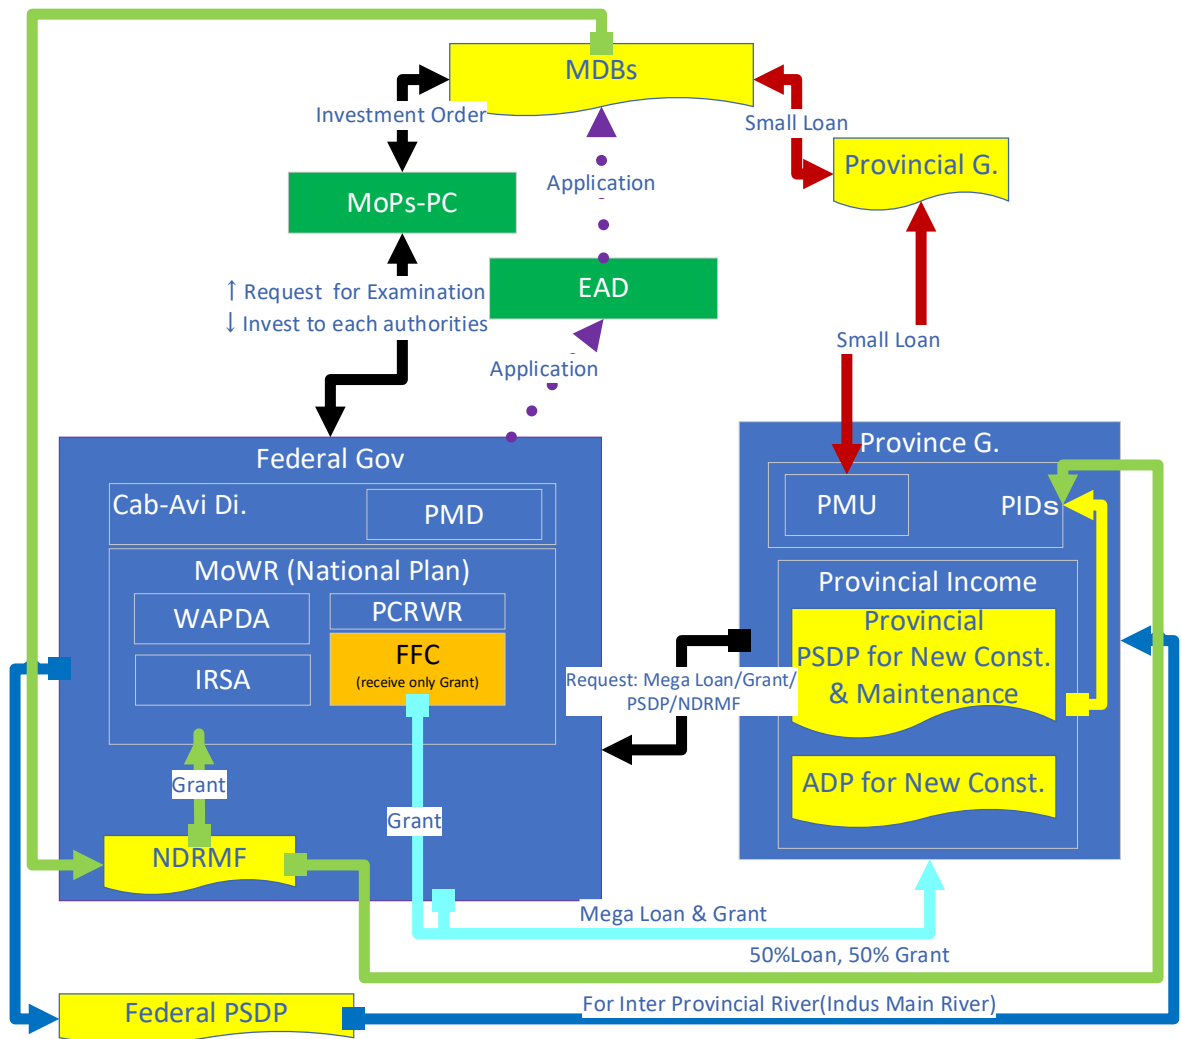 MDBs
Investment Order
Small Loan
Provincial G.
Application
MoPs-PC
EAD
↑ Request for Examination
↓ Invest to each authorities
Small Loan
Application
Federal Gov
Cab-Avi Di.
PMD
MoWR (National Plan)
WAPDA
PCRWR
IRSA
FFC
(receive only Grant)
Grant
Grant
NDRMF
Province G.
PMU
PIDs
Provincial Income
Provincial
PSDP for New Const.
& Maintenance
ADP for New Const.
Request: Mega Loan/Grant/
PSDP/NDRMF
Mega Loan & Grant
50%Loan, 50% Grant
Federal PSDP
For Inter Provincial River(Indus Main River)